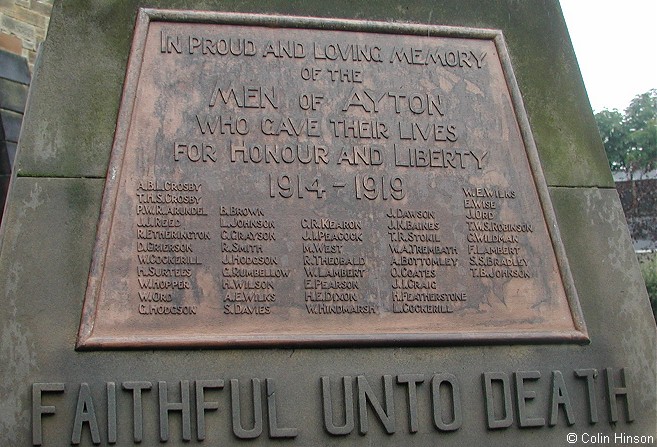 IN PROUD AND LOVING MEMORY
OF THE
MEN OF AYTON
WHO GAVE THEIR LIVES
FOR HONOUR AND LIBERTY
1914 - 1919
A.B.L.CROSBY
T.H.S.CROSBY
P.W.R.ARUNDEL
J.J.REED
R.ETHERINGTON
D.GRIERSON
W.COCKERILL
H.SURTEES
W.HOPPER
W.ORD
G.HODGSON
B.BROWN
L.JOHNSON
C.GRAYSON
R.SMITH
J.HODGSON
G.RUMBELLOW
H.WILSON
A.E.WILKS
S.DAVIES
C.R.KEARON
J.I.PEACOCK
M.WEST
R.THEOBALD
W.LAMBERT
E.PEARSON
H.E.DIXON
W.HINDMARSH
J.DAWSON
J.N.BAINES
T.R.STOKIL
W.A.TREMBATH
A.BOTTOMLEY
O.COATES
J.I.CRAIG
H.FEATHERSTONE
L.COCKERILL
W.E.WILKS
E.WISE
J.ORD
T.W.S.ROBINSON
C.WILDMAN
F.LAMBERT
S.S.BRADLEY
T.B.JOHNSON
FAITHFUL UNTO DEATH
© Colin Hinson